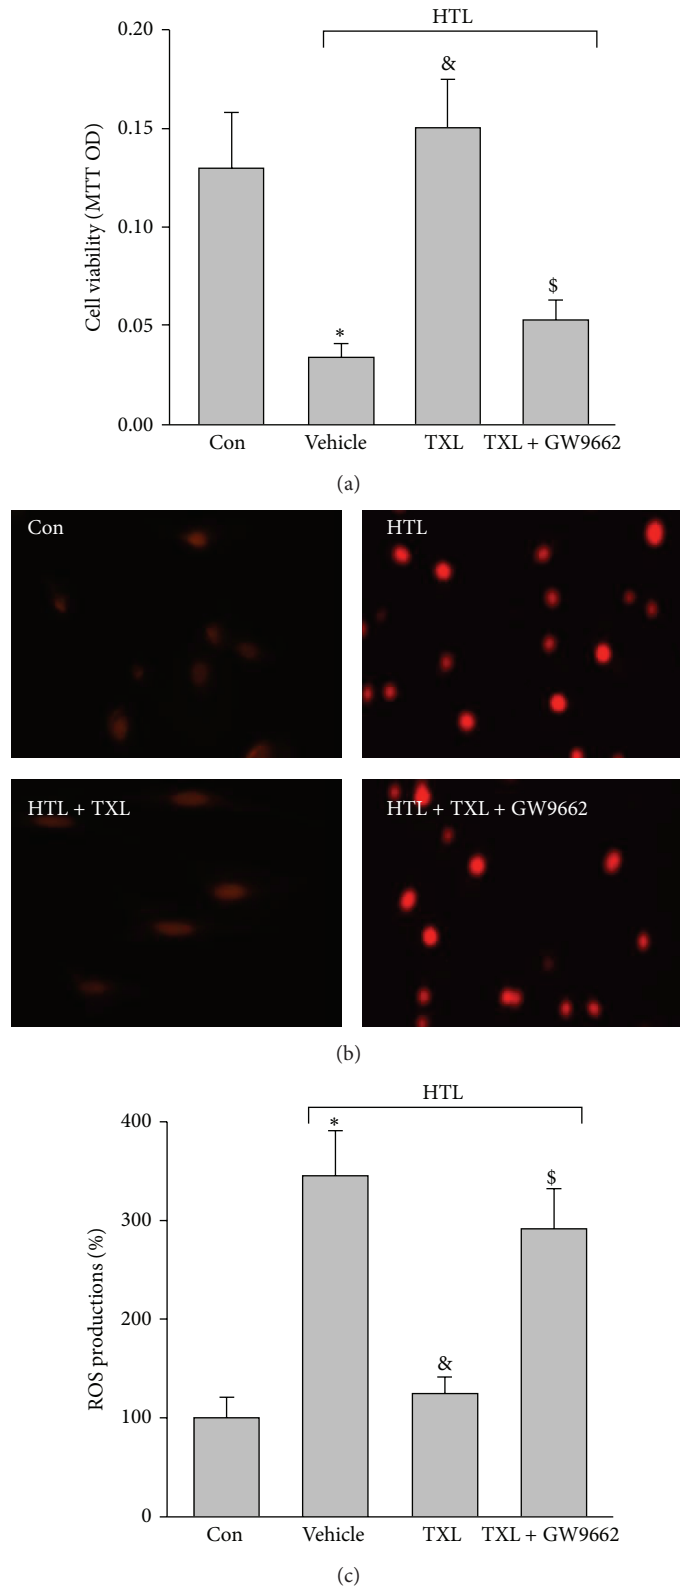 HTL
0.20
&
0.15
Cell viability (MTT OD)
0.10
$
0.05
*
0.00
Con Vehicle TXL TXL + GW9662
(a)
Con HTL
HTL + TXL HTL + TXL + GW9662
(b)
HTL
400
*
300
$
ROS productions (%)
200
&
100
0
Con Vehicle TXL TXL + GW9662
(c)